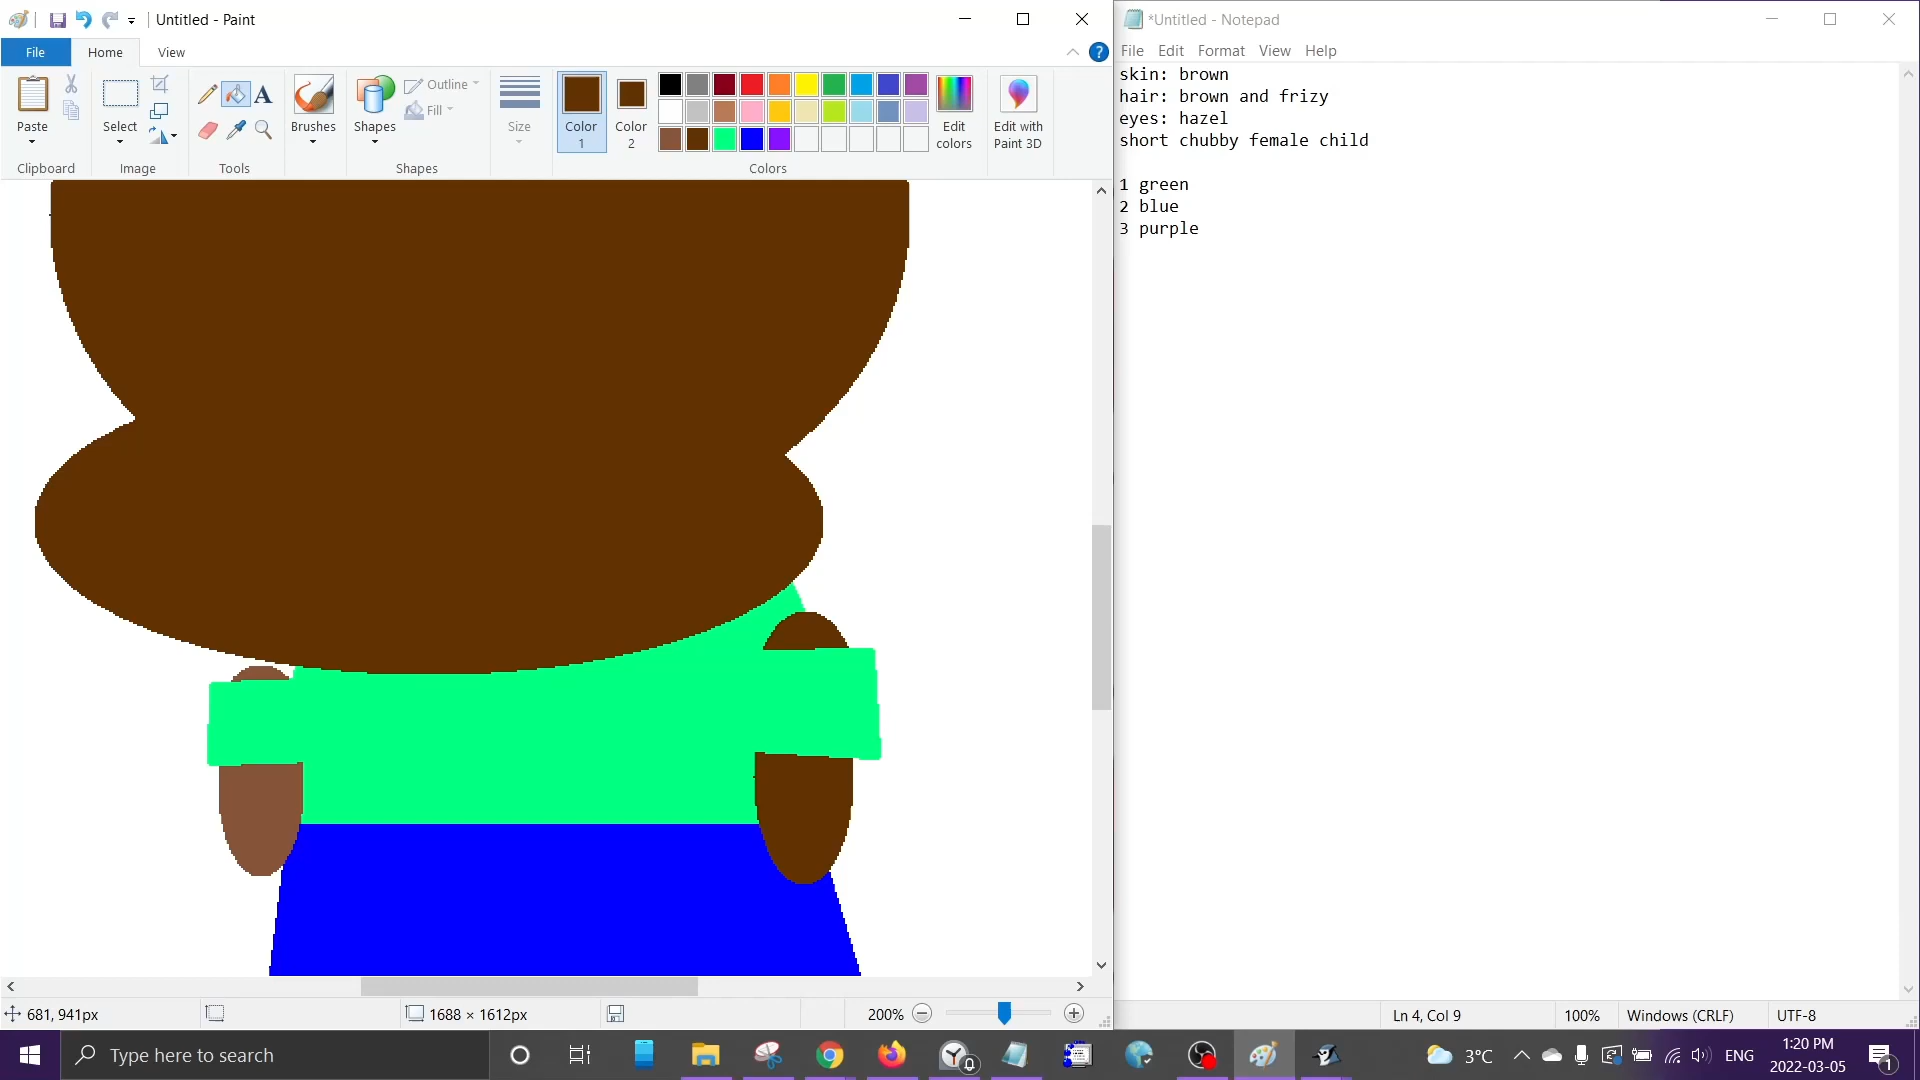 Untitled - Paint
File
Home
View
Paste
Select
Brushes
Shapes
Outline
Fill
Size
Color
1
Color
2
Edit
colors
Edit with
Paint 3D
Clipboard
Image
Tools
Shapes
Colors
681, 941px
1688 × 1612px
200%
*Untitled - Notepad
File Edit Format View Help
skin: brown
hair: brown and frizy
eyes: hazel
short chubby female child
1 green
2 blue
3 purple
Ln 4, Col 9
100%
Windows (CRLF)
UTF-8
Type here to search
3°C
ENG
1:20 PM
2022-03-05
1